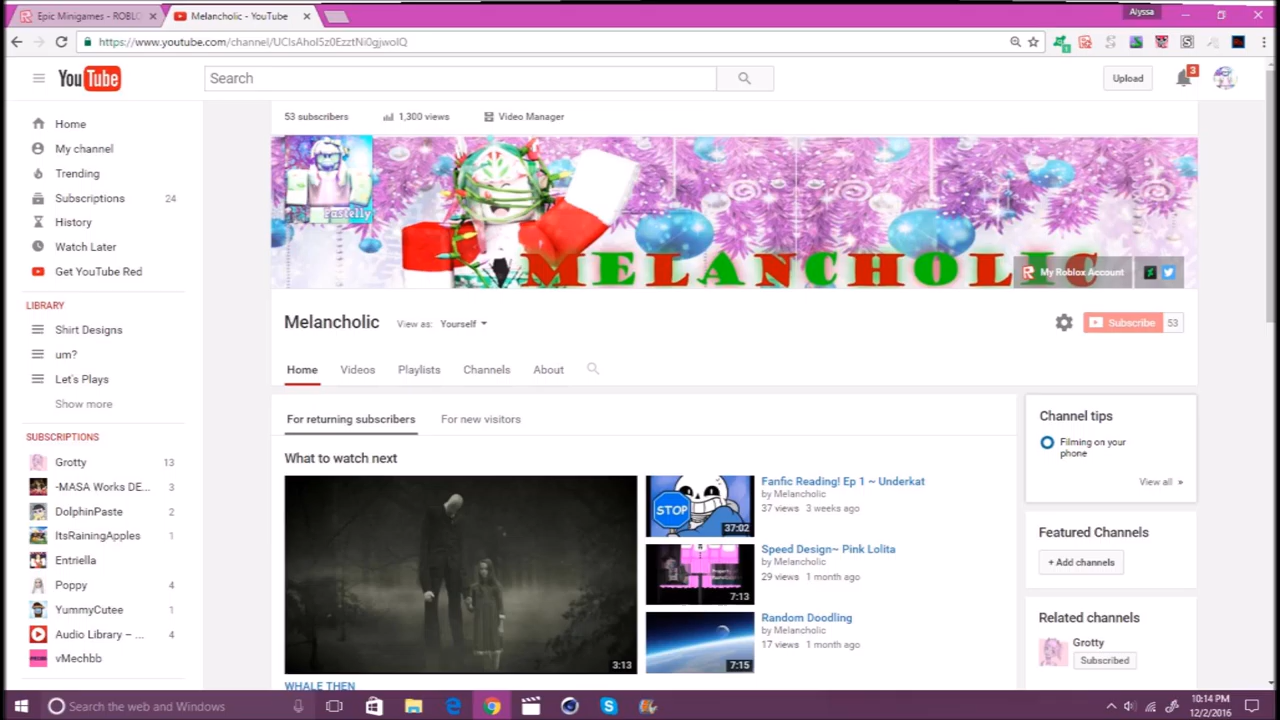 Epic Minigames - ROBLO
Melancholic - YouTube
Alyssa
https://www.youtube.com/channel/UCIsAhoISz0EzztNi0gjwoIQ
YouTube
Search
Upload
3
Home
My channel
Trending
Subscriptions 24
History
Watch Later
Get YouTube Red
LIBRARY
Shirt Designs
um?
Let's Plays
Show more
SUBSCRIPTIONS
Grotty 13
-MASA Works DE... 3
DolphinPaste 2
ItsRainingApples 1
Entriella
Poppy 4
YummyCutee 1
Audio Library – ... 4
vMechbb
53 subscribers
1,300 views
Video Manager
Pastelly
MELANCHOLIC
My Roblox Account
Melancholic
View as: Yourself
Subscribe 53
Home Videos Playlists Channels About
For returning subscribers For new visitors
What to watch next
3:13
WHALE THEN
STOP
37:02
Fanfic Reading! Ep 1 ~ Underkat
by Melancholic
37 views 3 weeks ago
7:13
Speed Design~ Pink Lolita
by Melancholic
29 views 1 month ago
7:15
Random Doodling
by Melancholic
17 views 1 month ago
Channel tips
Filming on your
phone
View all »
Featured Channels
+ Add channels
Related channels
Grotty
Subscribed
Search the web and Windows
10:14 PM
12/2/2016